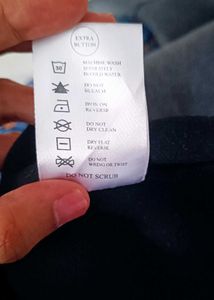 EXTRA
BUTTON
30
MACHINE WASH
SEPARATELY
IN COLD WATER
DO NOT
BLEACH
IRON ON
REVERSE
DO NOT
DRY CLEAN
DRY FLAT
REVERSE
DO NOT
WRING OR TWIST
DO NOT SCRUB